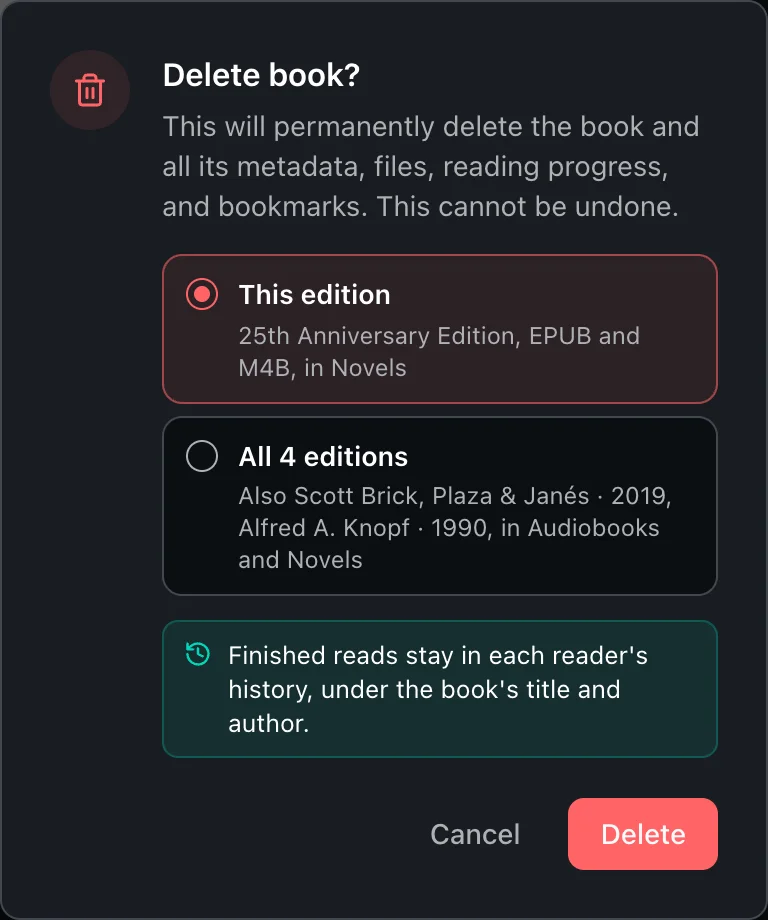 Delete book?
This will permanently delete the book and
all its metadata, files, reading progress,
and bookmarks. This cannot be undone.
This edition
25th Anniversary Edition, EPUB and
M4B, in Novels
All 4 editions
Also Scott Brick, Plaza & Janés · 2019,
Alfred A. Knopf · 1990, in Audiobooks
and Novels
Finished reads stay in each reader's
history, under the book's title and
author.
Cancel
Delete